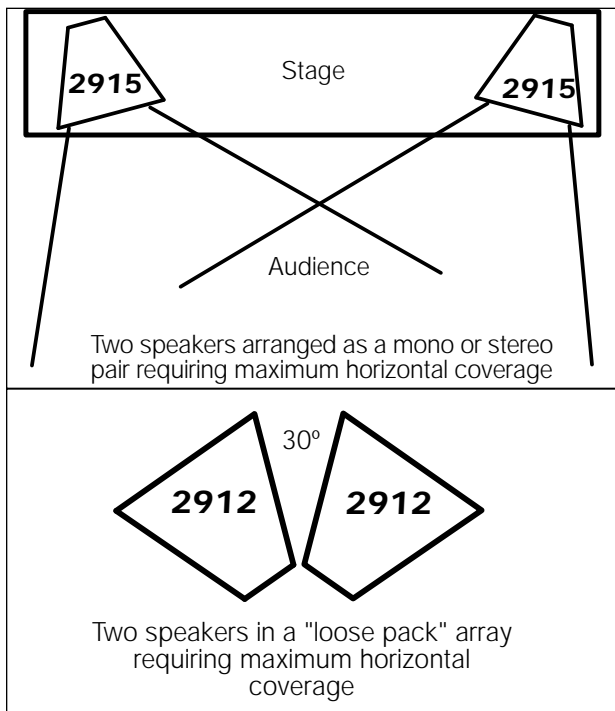 Stage
2915
2915
Audience
Two speakers arranged as a mono or stereo
pair requiring maximum horizontal coverage
30º
2912
2912
Two speakers in a "loose pack" array
requiring maximum horizontal
coverage